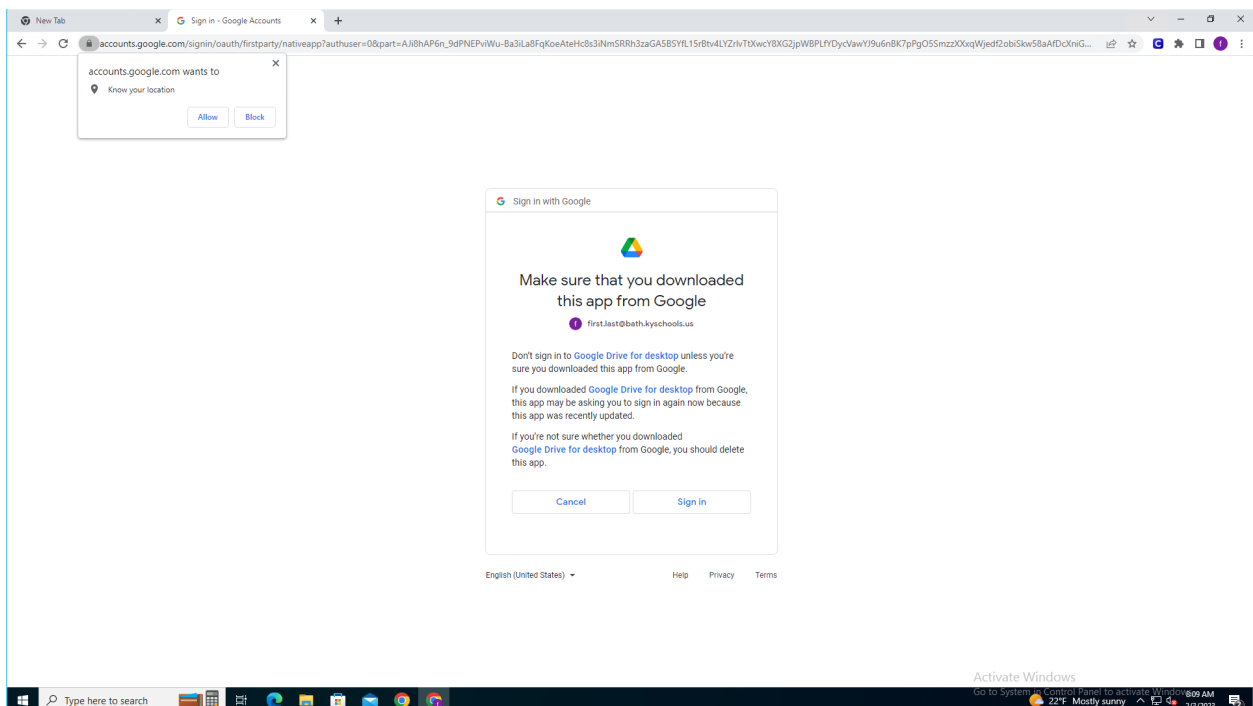 New Tab
Sign in - Google Accounts
accounts.google.com/signin/oauth/firstparty/nativeapp?authuser=0&part=
accounts.google.com wants to
Know your location
Allow Block
Sign in with Google
Make sure that you downloaded
this app from Google
f first.last@bath.kyschools.us
Don't sign in to Google Drive for desktop unless you're
sure you downloaded this app from Google.
If you downloaded Google Drive for desktop from Google,
this app may be asking you to sign in again now because
this app was recently updated.
If you're not sure whether you downloaded
Google Drive for desktop from Google, you should delete
this app.
Cancel Sign in
English (United States) Help Privacy Terms
Activate Windows
Go to System in Control Panel to activate Windows.
Type here to search
22°F Mostly sunny
8:09 AM